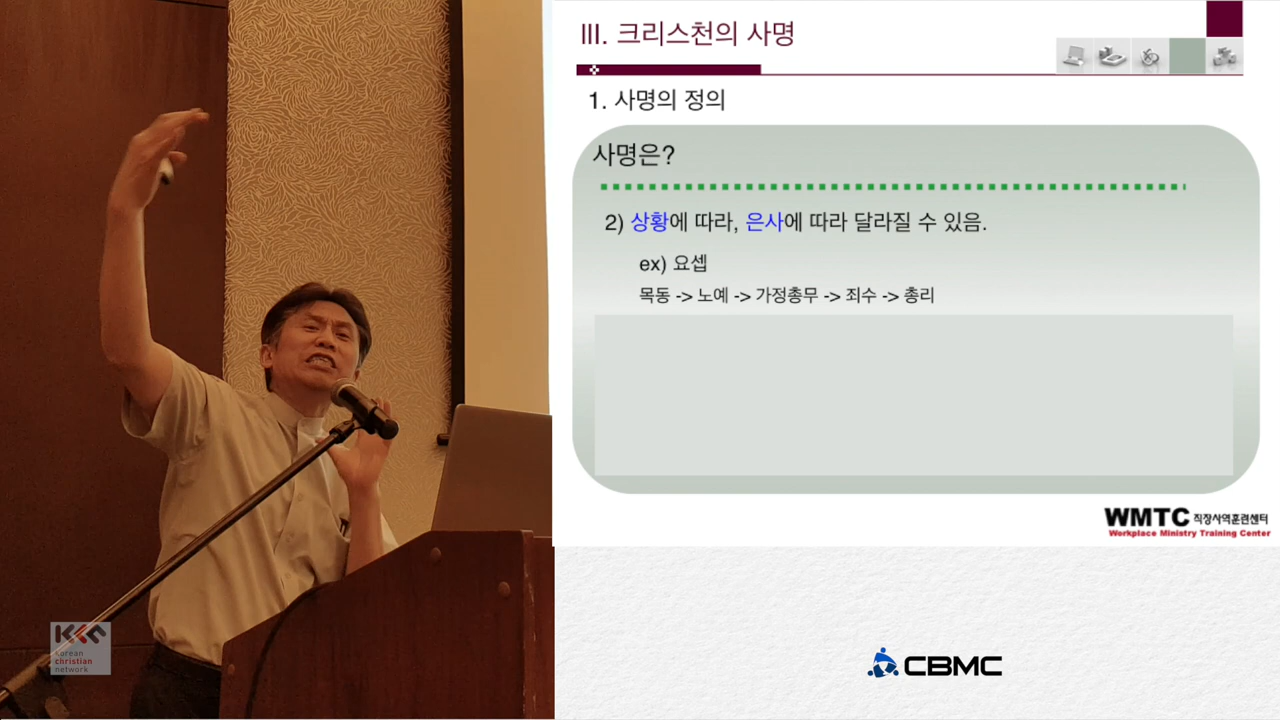 III. 크리스천의 사명
1. 사명의 정의
사명은?
2) 상황에 따라, 은사에 따라 달라질 수 있음.
ex) 요셉
목동 -> 노예 -> 가정총무 -> 죄수 -> 총리
WMTC 직장사역훈련센터
Workplace Ministry Training Center
CBMC
korean
christian
network